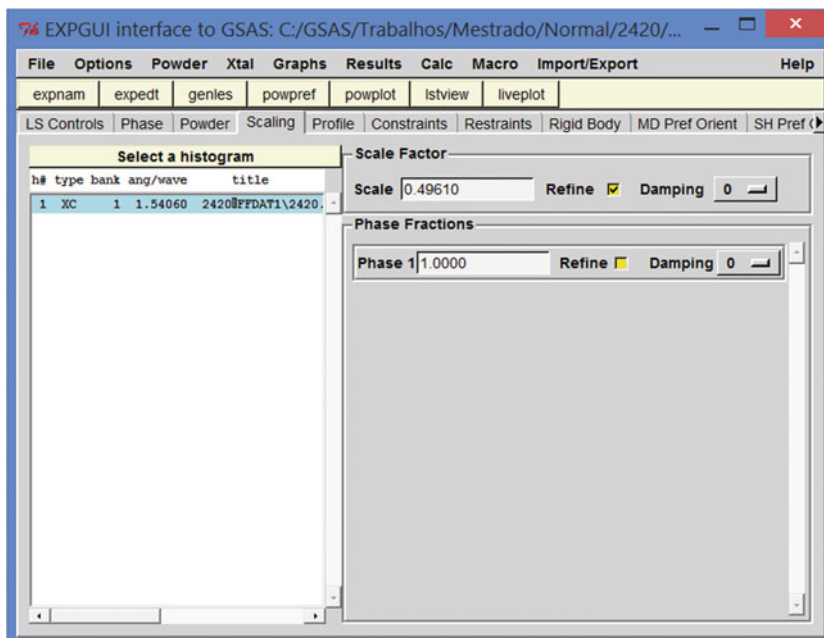 EXPGUI interface to GSAS: C:/GSAS/Trabalhos/Mestrado/Normal/2420/...
File Options Powder Xtal Graphs Results Calc Macro Import/Export Help
expnam expedt genles powpref powplot lstview liveplot
LS Controls Phase Powder Scaling Profile Constraints Restraints Rigid Body MD Pref Orient SH Pref
Select a histogram
h# type bank ang/wave title
1 XC 1 1.54060 2420▯FFDAT1\2420.
Scale Factor
Scale 0.49610 Refine Damping 0
Phase Fractions
Phase 1 1.0000 Refine Damping 0